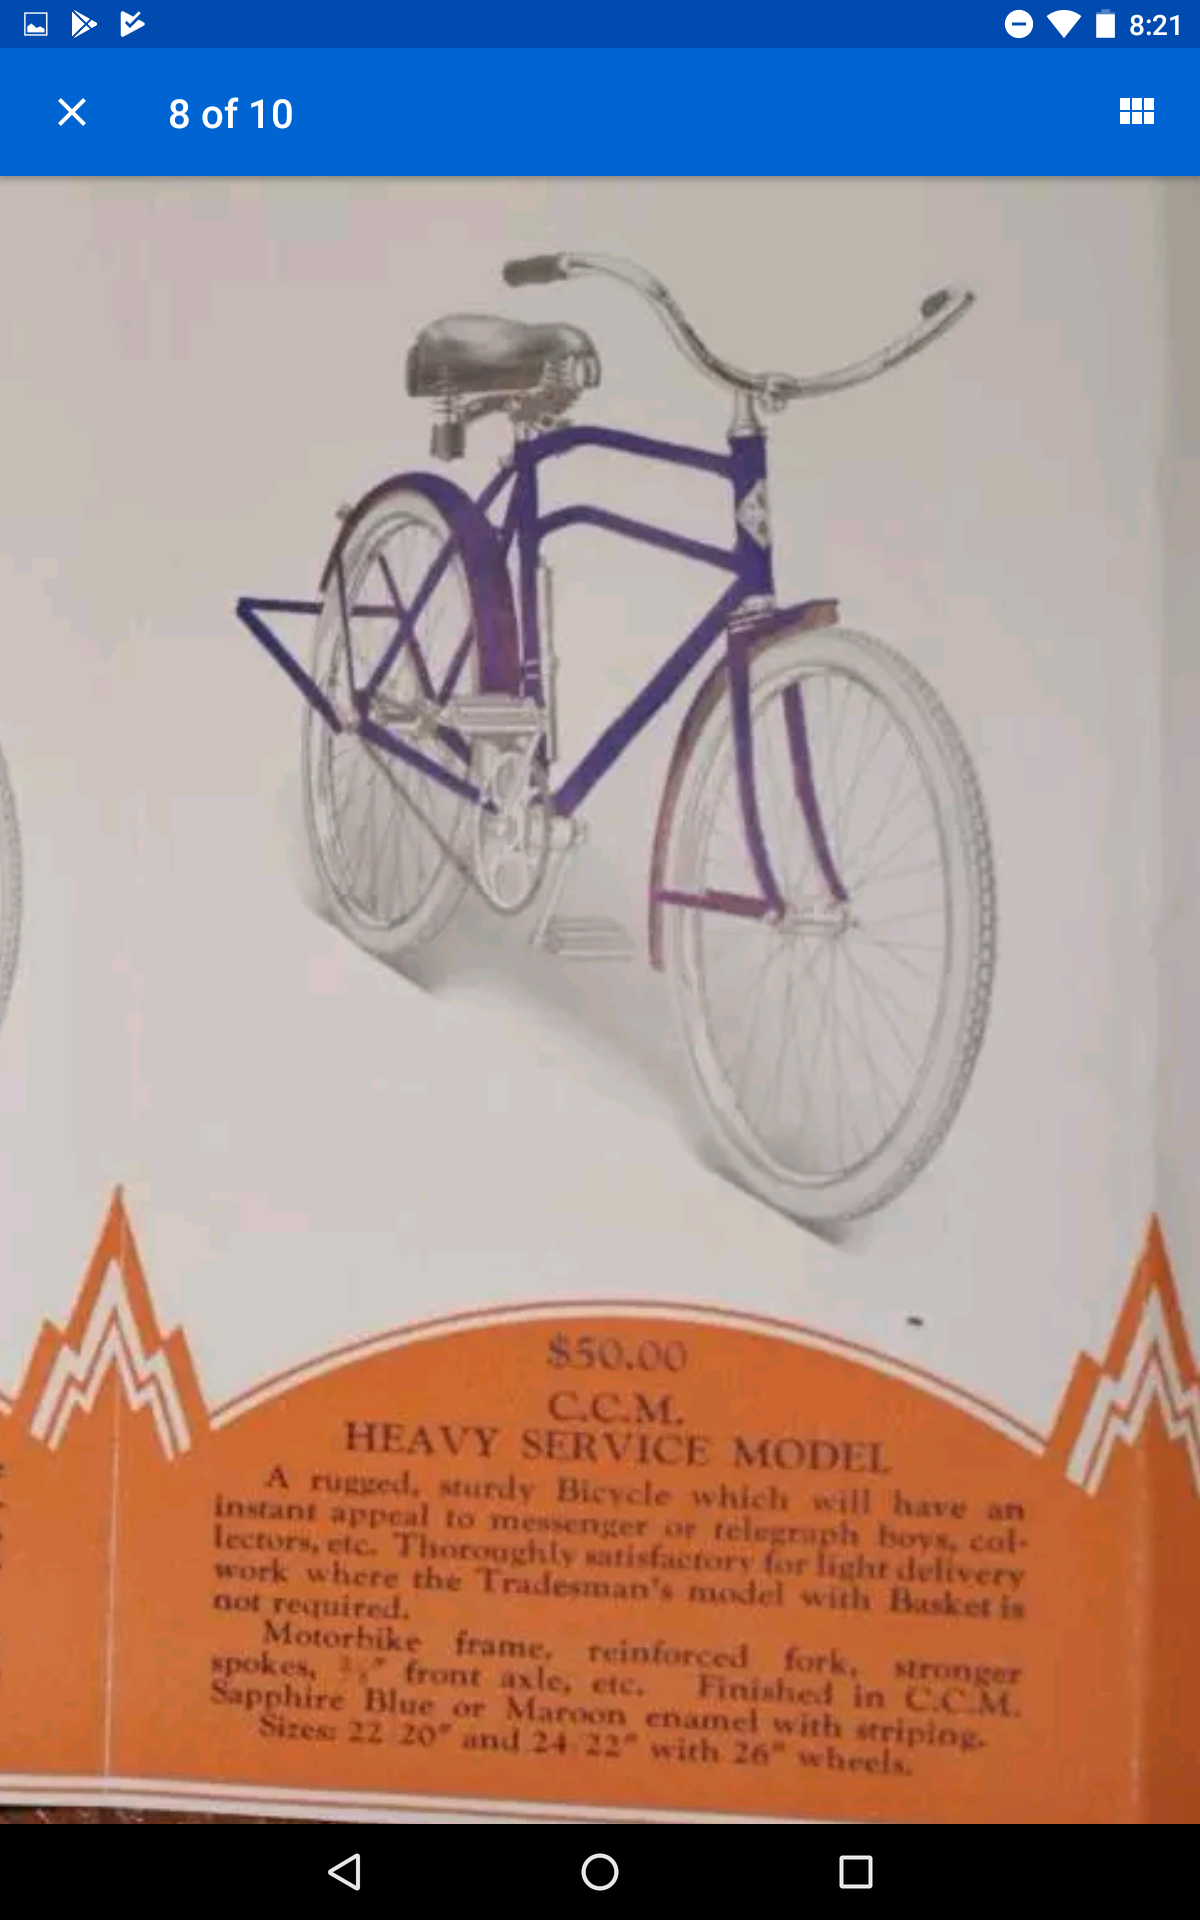 8:21
8 of 10
$50.00
C.C.M.
HEAVY SERVICE MODEL
A rugged, sturdy Bicycle which will have an
instant appeal to messenger or telegraph boys, col-
lectors, etc. Thoroughly satisfactory for light delivery
work where the Tradesman's model with Basket is
not required.
Motorbike frame, reinforced fork, stronger
spokes, front axle, etc. Finished in C.C.M.
Sapphire Blue or Maroon enamel with striping.
Sizes: 22 20" and 24 22" with 26" wheels.